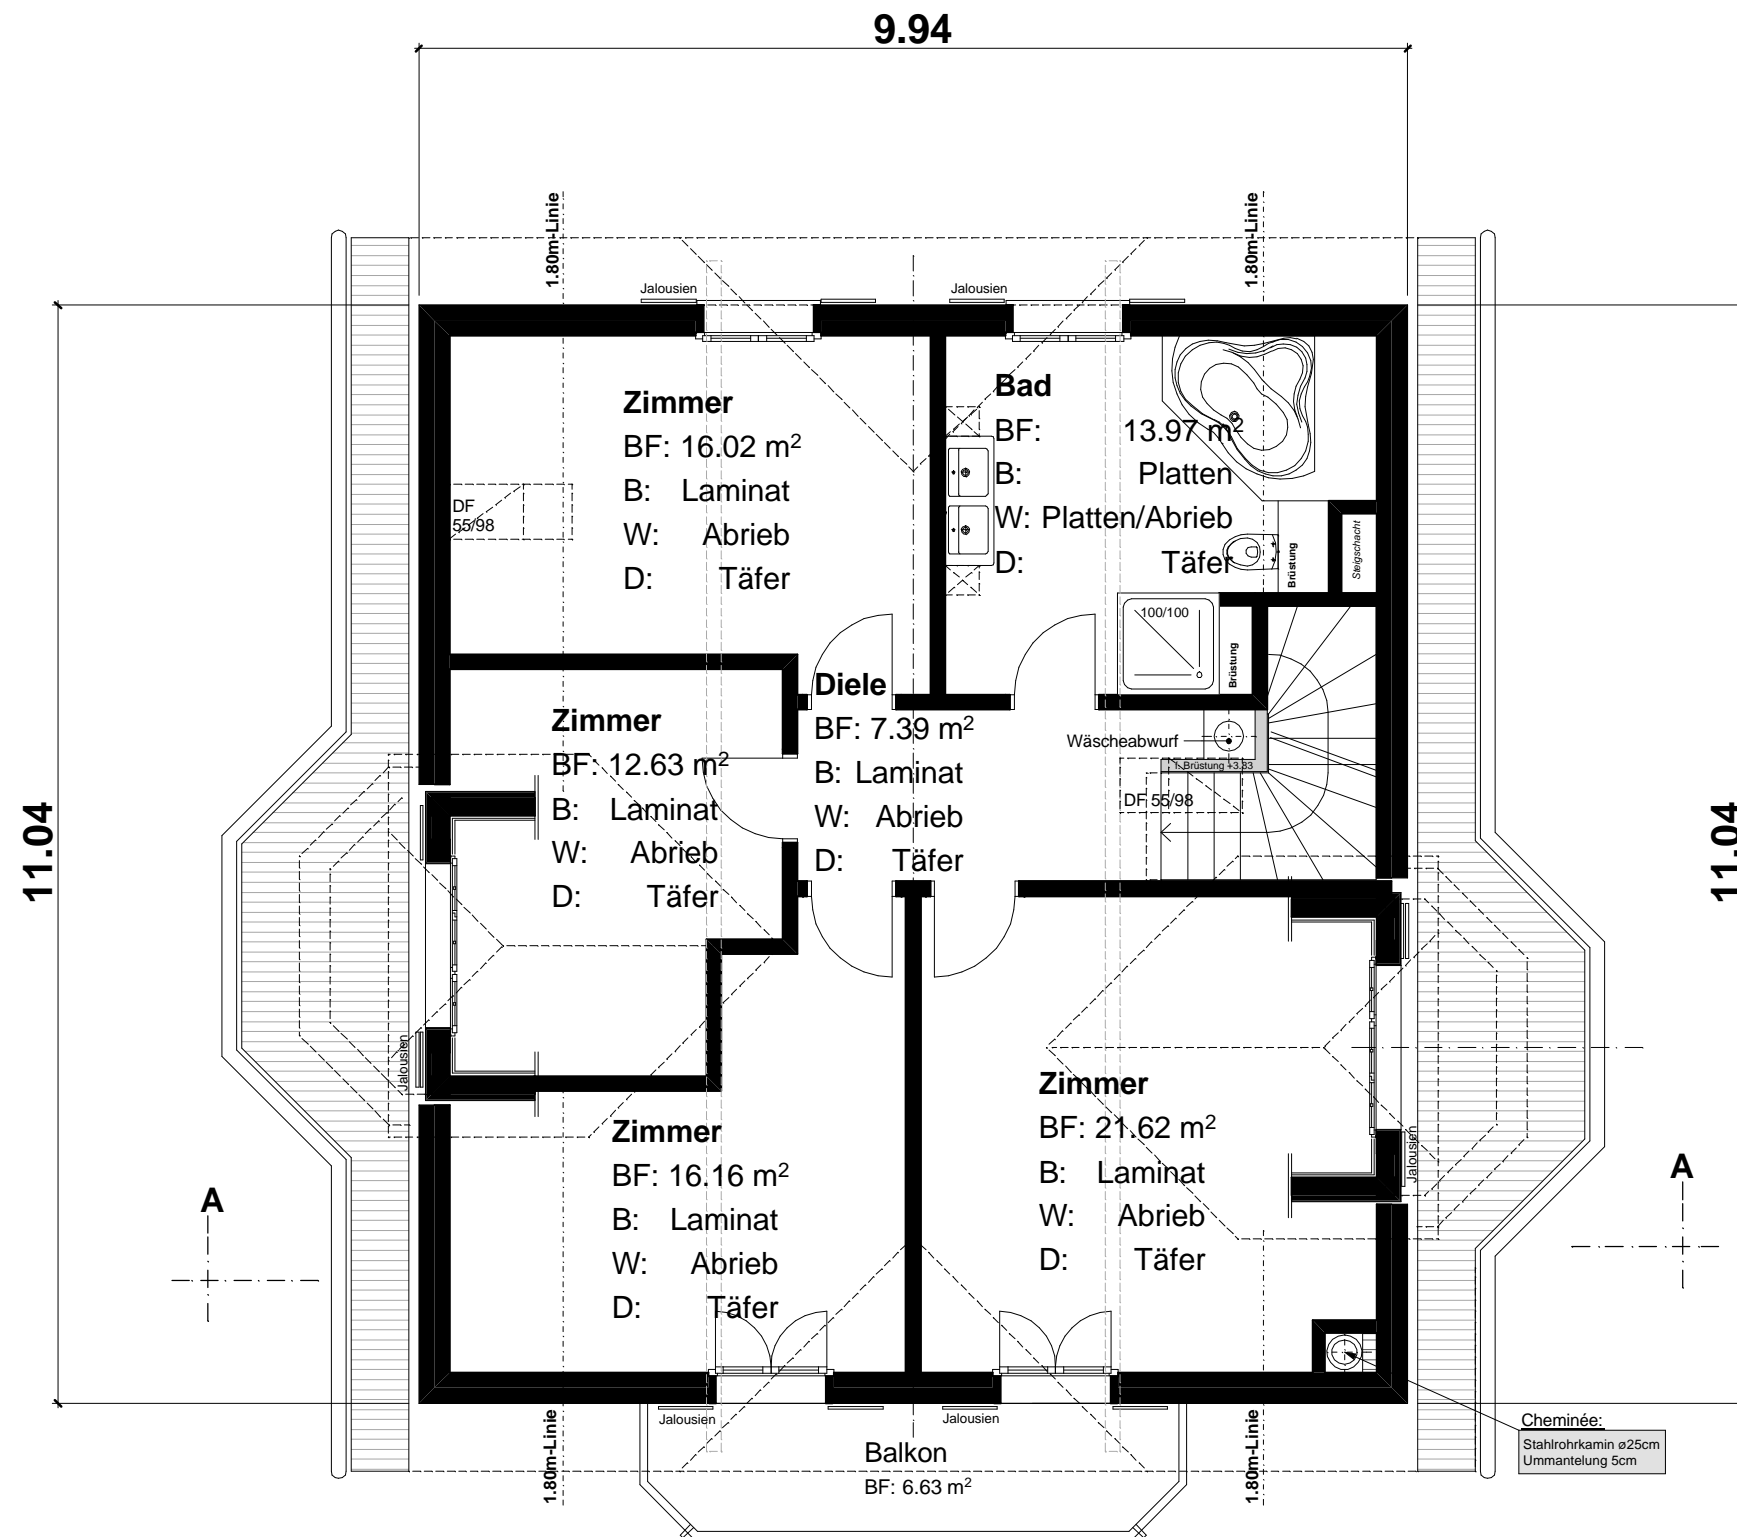 9.94
1.80m-Linie
1.80m-Linie
Jalousien
Jalousien
Zimmer
BF: 16.02 m²
B: Laminat
W: Abrieb
D: Täfer
DF
55/98
Bad
BF: 13.97 m²
B: Platten
W: Platten/Abrieb
D: Täfer
Brüstung
Steigschacht
100/100
Brüstung
Zimmer
BF: 12.63 m²
B: Laminat
W: Abrieb
D: Täfer
Diele
BF: 7.39 m²
B: Laminat
W: Abrieb
D: Täfer
Wäscheabwurf
Brüstung +3.83
DF 55/98
11.04
11.04
Jalousien
Jalousien
Zimmer
BF: 16.16 m²
B: Laminat
W: Abrieb
D: Täfer
Zimmer
BF: 21.62 m²
B: Laminat
W: Abrieb
D: Täfer
A
A
Jalousien
Jalousien
1.80m-Linie
1.80m-Linie
Balkon
BF: 6.63 m²
Cheminée:
Stahlrohrkamin ø25cm
Ummantelung 5cm